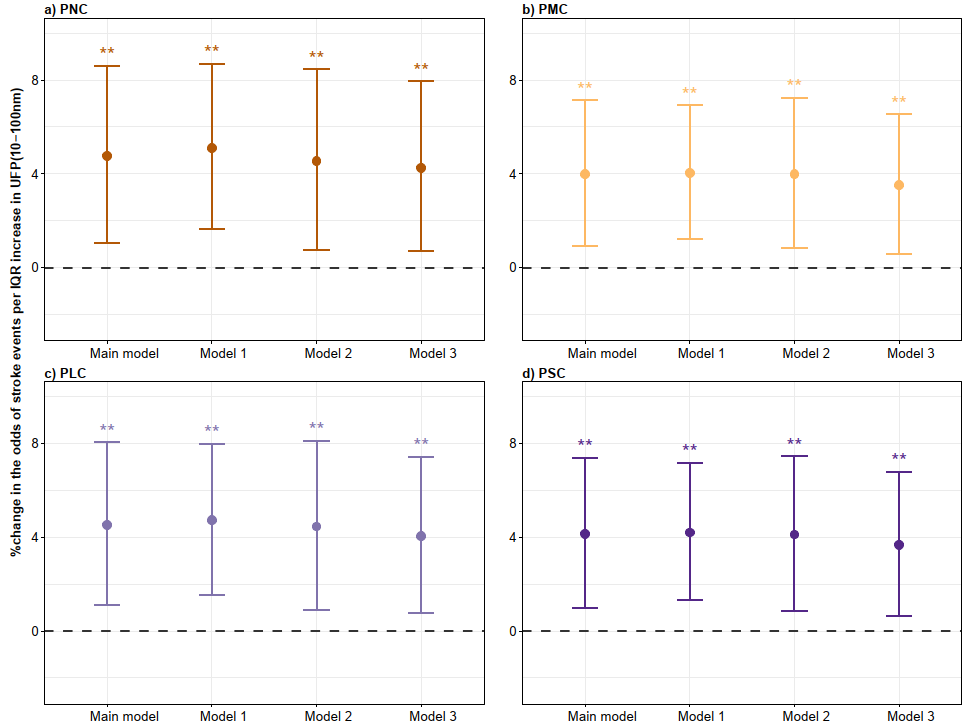 %change in the odds of stroke events per IQR increase in UFP(10−100nm)
a) PNC
** ** ** **
8
4
0
Main model Model 1 Model 2 Model 3
b) PMC
** ** ** **
8
4
0
Main model Model 1 Model 2 Model 3
c) PLC
** ** ** **
8
4
0
Main model Model 1 Model 2 Model 3
d) PSC
** ** ** **
8
4
0
Main model Model 1 Model 2 Model 3